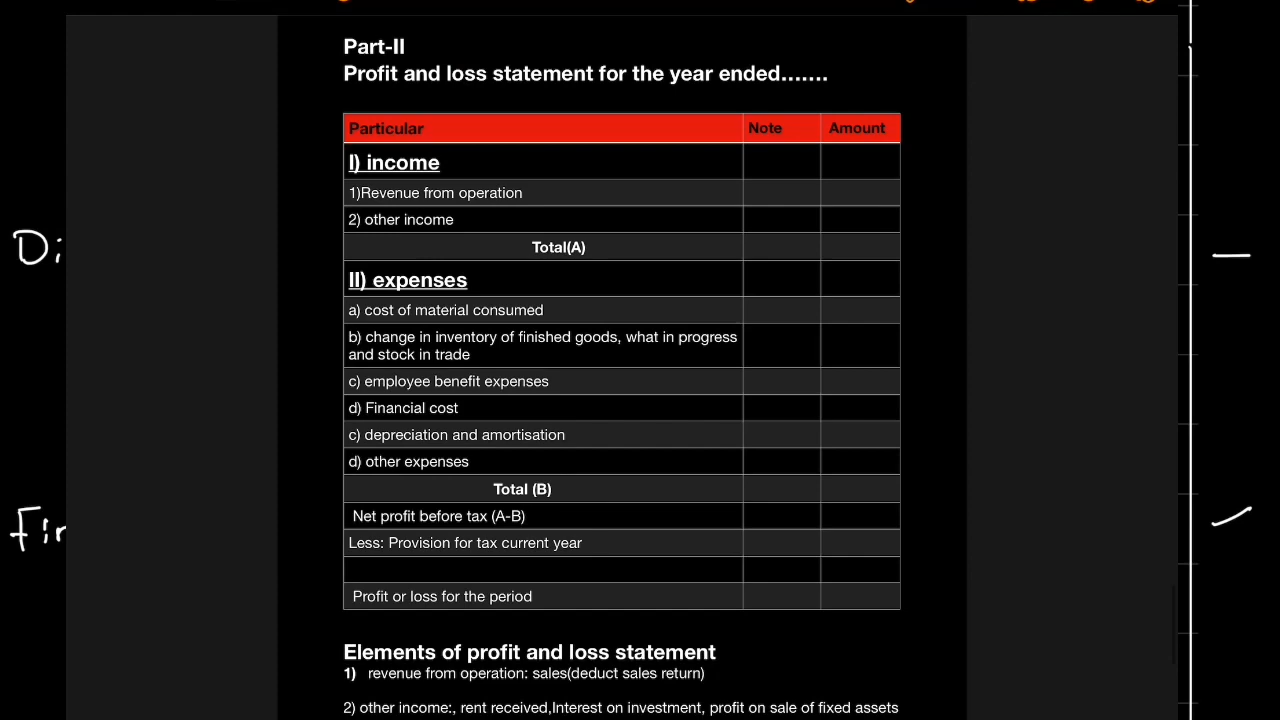 Part-II
Profit and loss statement for the year ended.......
Particular Note Amount
I) income
1)Revenue from operation
2) other income
Total(A)
II) expenses
a) cost of material consumed
b) change in inventory of finished goods, what in progress
and stock in trade
c) employee benefit expenses
d) Financial cost
c) depreciation and amortisation
d) other expenses
Total (B)
Net profit before tax (A-B)
Less: Provision for tax current year
Profit or loss for the period
Elements of profit and loss statement
1) revenue from operation: sales(deduct sales return)
2) other income:, rent received,Interest on investment, profit on sale of fixed assets
Di
Fin